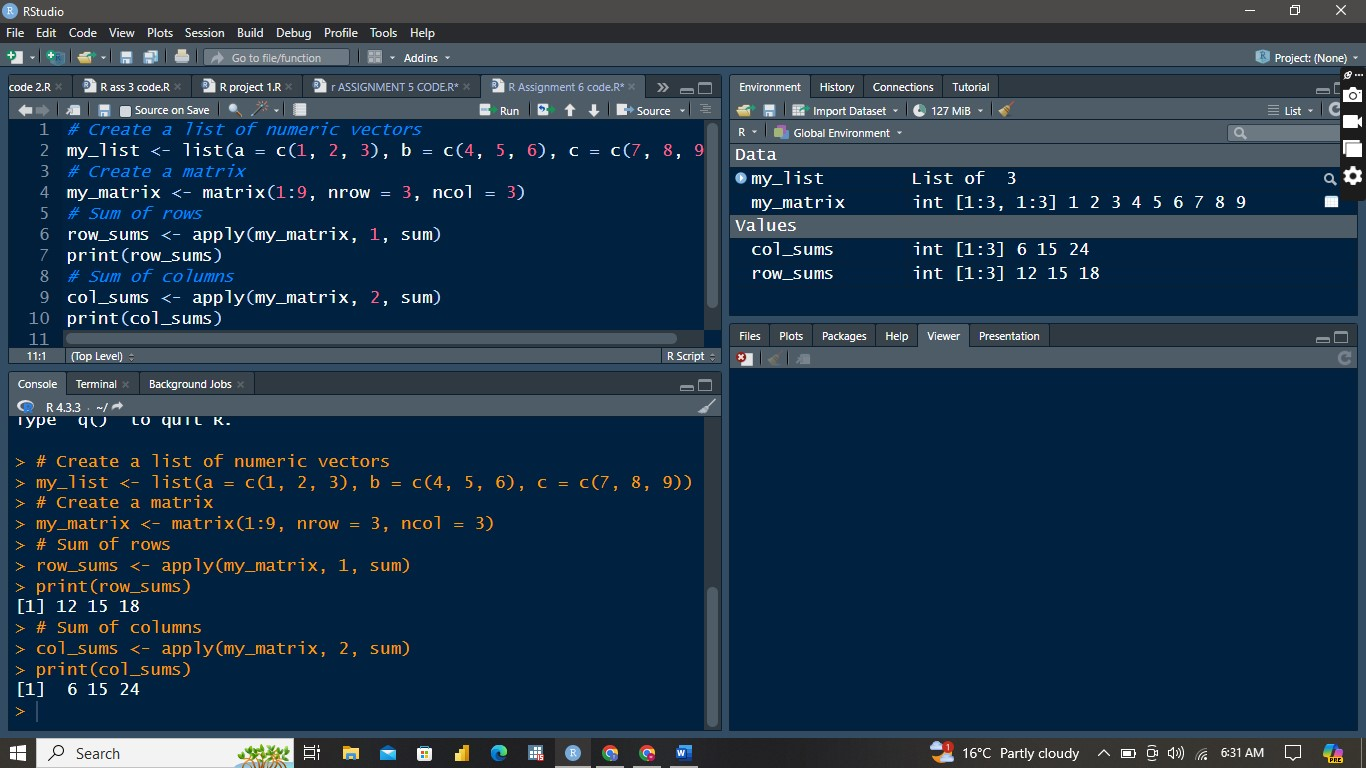 RStudio
File Edit Code View Plots Session Build Debug Profile Tools Help
Go to file/function Addins Project: (None)
code 2.R R ass 3 code.R R project 1.R r ASSIGNMENT 5 CODE.R* R Assignment 6 code.R*
Source on Save Run Source
1 # Create a list of numeric vectors
2 my_list <- list(a = c(1, 2, 3), b = c(4, 5, 6), c = c(7, 8, 9
3 # Create a matrix
4 my_matrix <- matrix(1:9, nrow = 3, ncol = 3)
5 # Sum of rows
6 row_sums <- apply(my_matrix, 1, sum)
7 print(row_sums)
8 # Sum of columns
9 col_sums <- apply(my_matrix, 2, sum)
10 print(col_sums)
11
11:1 (Top Level) R Script
Console Terminal Background Jobs
R 4.3.3 · ~/
Type 'q()' to quit R.
> # Create a list of numeric vectors
> my_list <- list(a = c(1, 2, 3), b = c(4, 5, 6), c = c(7, 8, 9))
> # Create a matrix
> my_matrix <- matrix(1:9, nrow = 3, ncol = 3)
> # Sum of rows
> row_sums <- apply(my_matrix, 1, sum)
> print(row_sums)
[1] 12 15 18
> # Sum of columns
> col_sums <- apply(my_matrix, 2, sum)
> print(col_sums)
[1]  6 15 24
>
Environment History Connections Tutorial
Import Dataset 127 MiB List
R Global Environment
Data
my_list List of 3
my_matrix int [1:3, 1:3] 1 2 3 4 5 6 7 8 9
Values
col_sums int [1:3] 6 15 24
row_sums int [1:3] 12 15 18
Files Plots Packages Help Viewer Presentation
Search 1 16°C Partly cloudy 6:31 AM PRE